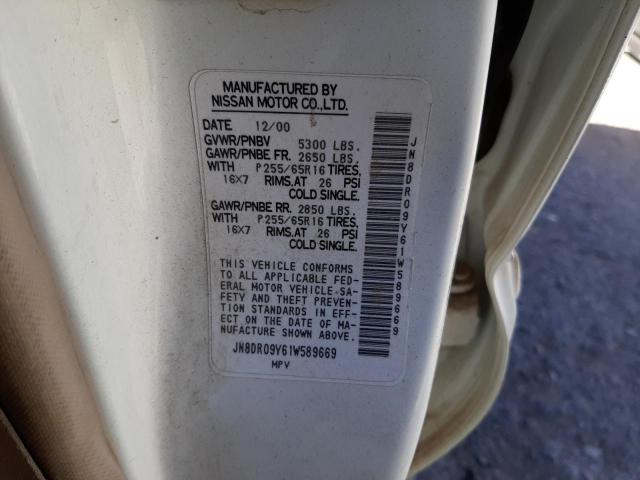 MANUFACTURED BY
NISSAN MOTOR CO.,LTD.
DATE 12/00
GVWR/PNBV 5300 LBS.
GAWR/PNBE FR. 2650 LBS.
WITH P255/65R16 TIRES,
16X7 RIMS.AT 26 PSI
COLD SINGLE.
GAWR/PNBE RR. 2850 LBS.
WITH P255/65R16 TIRES,
16X7 RIMS.AT 26 PSI
COLD SINGLE.
THIS VEHICLE CONFORMS
TO ALL APPLICABLE FED-
ERAL MOTOR VEHICLE-SA-
FETY AND THEFT PREVEN-
TION STANDARDS IN EFF-
ECT ON THE DATE OF MA-
NUFACTURE SHOWN ABOVE.
JN8DR09Y61W589669
MPV
JN8DR09Y61W589669